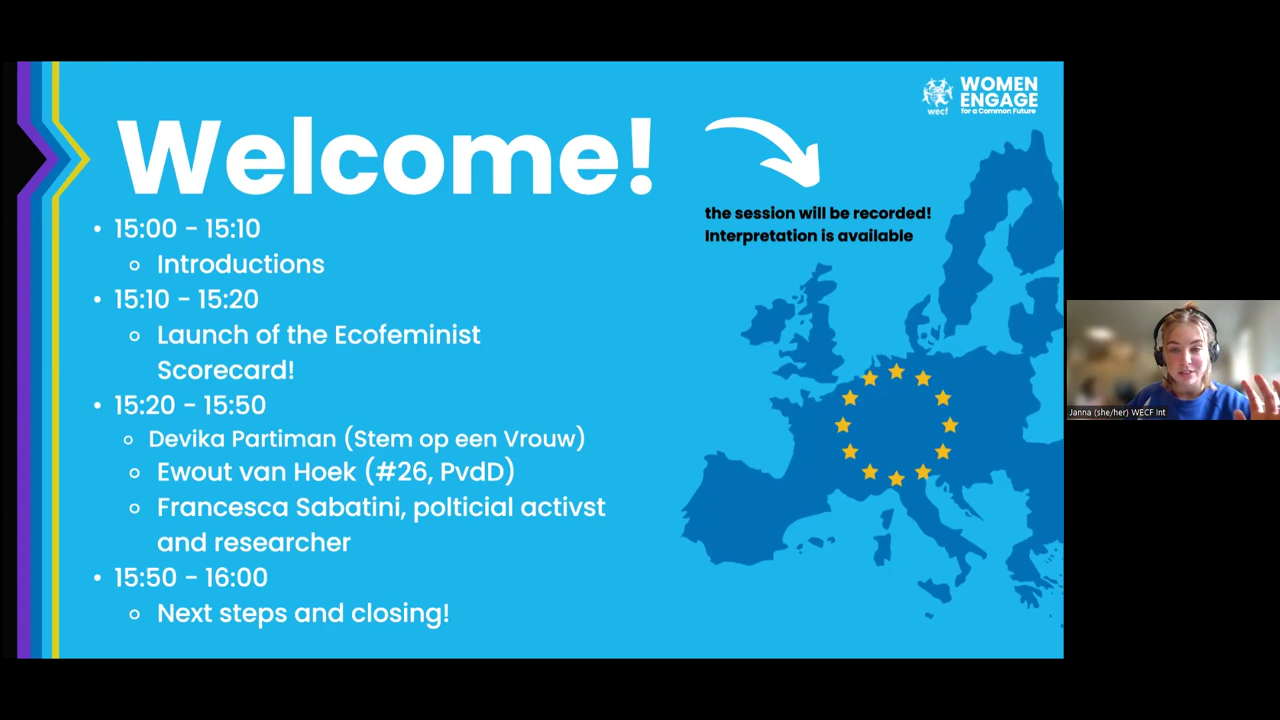 Welcome!
wecf
WOMEN
ENGAGE
for a Common Future
the session will be recorded!
Interpretation is available
• 15:00 - 15:10
○ Introductions
• 15:10 - 15:20
○ Launch of the Ecofeminist
Scorecard!
• 15:20 - 15:50
○ Devika Partiman (Stem op een Vrouw)
○ Ewout van Hoek (#26, PvdD)
○ Francesca Sabatini, polticial activst
and researcher
• 15:50 - 16:00
○ Next steps and closing!
Janna (she/her) WECF Int